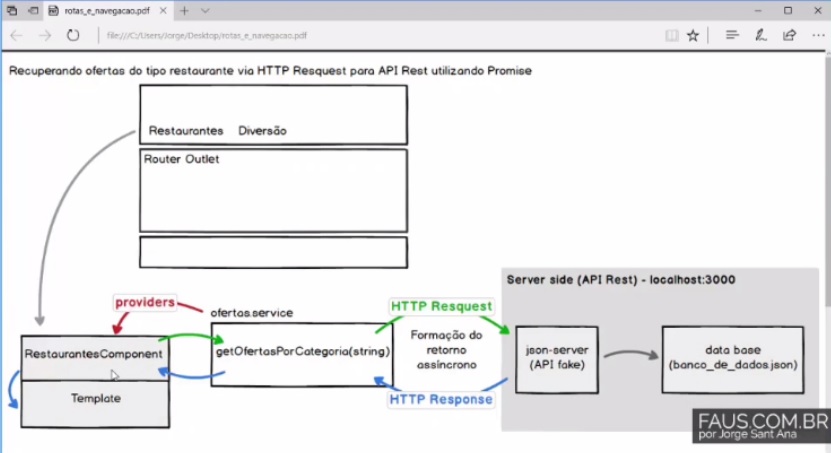 rotas_e_navegacao.pdf
file:///C:/Users/Jorge/Desktop/rotas_e_navegacao.pdf
Recuperando ofertas do tipo restaurante via HTTP Resquest para API Rest utilizando Promise
Restaurantes Diversão
Router Outlet
Server side (API Rest) - localhost:3000
providers
HTTP Resquest
ofertas.service
RestaurantesComponent
getOfertasPorCategoria(string)
Formação do
retorno
assíncrono
json-server
(API fake)
data base
(banco_de_dados.json)
Template
HTTP Response
FAUS.COM.BR
por Jorge Sant Ana